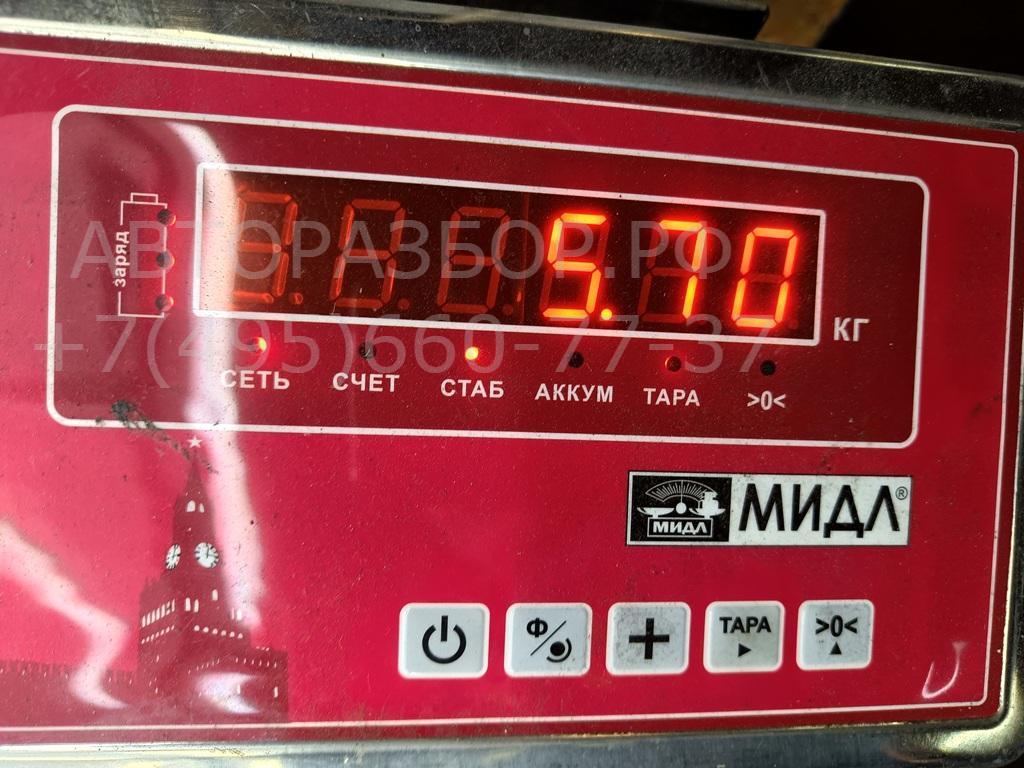 заряд
5.70
КГ
АВТОРАЗБОР.РФ
+7(495)660-77-37
СЕТЬ СЧЕТ СТАБ АККУМ ТАРА >0<
МИДЛ МИДЛ®
Ф + ТАРА >0<